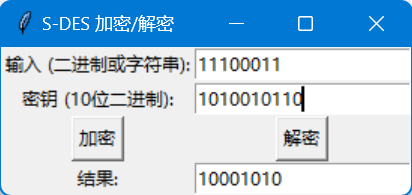 S-DES 加密/解密
输入 (二进制或字符串): 11100011
密钥 (10位二进制): 1010010110
加密 解密
结果: 10001010